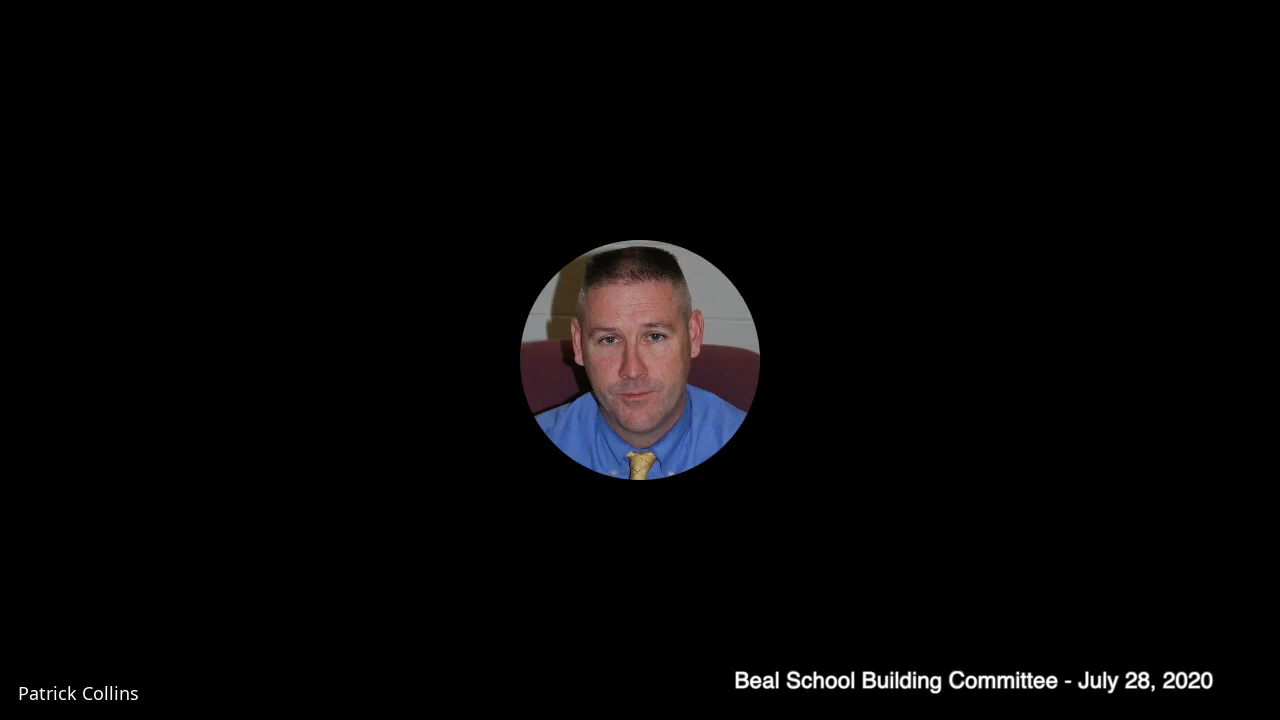 Patrick Collins
Beal School Building Committee - July 28, 2020